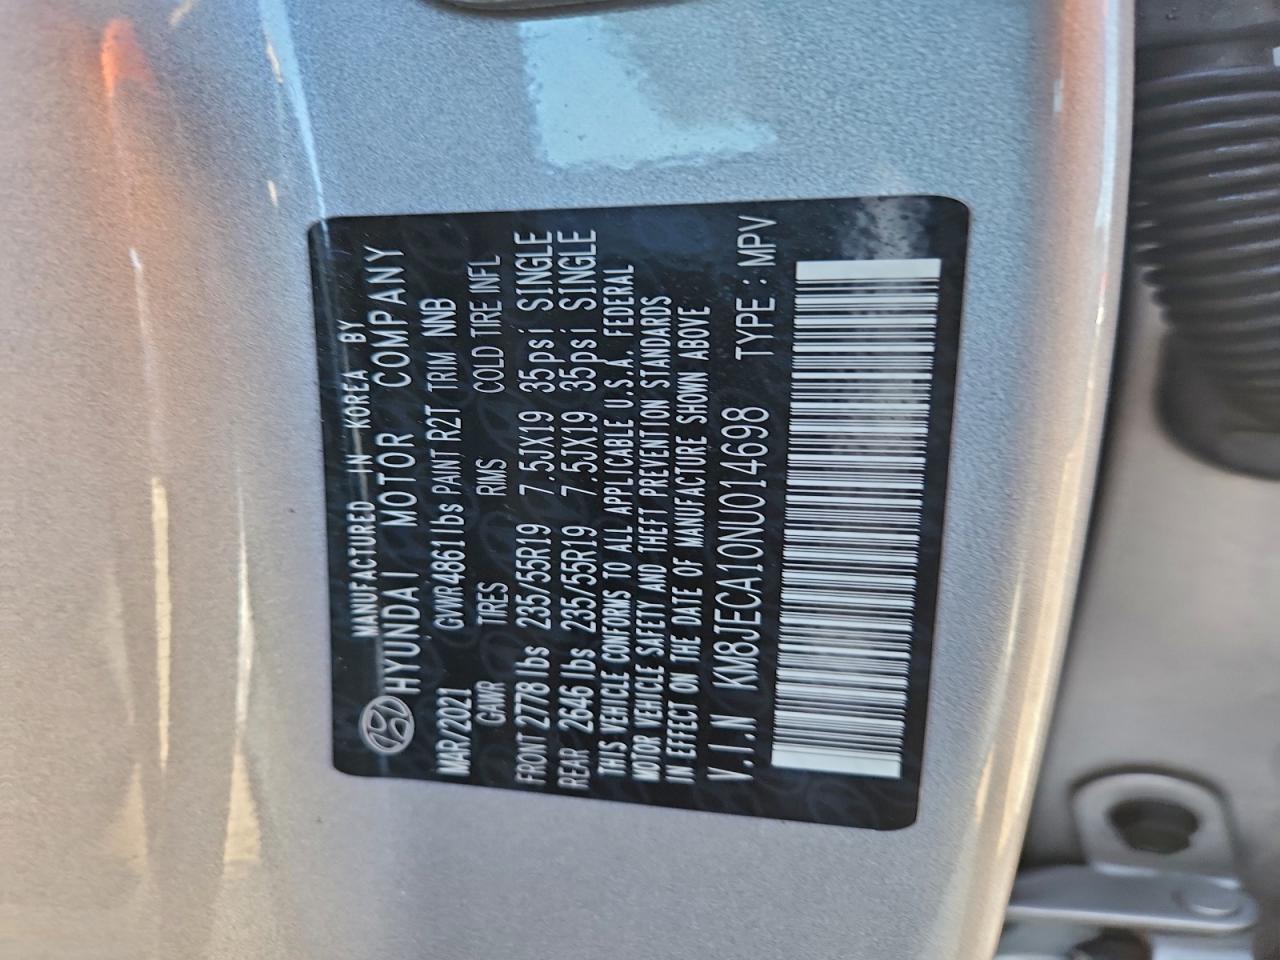 MANUFACTURED IN KOREA BY
HYUNDAI MOTOR COMPANY
MAR/2021 GVWR 4861 lbs PAINT R2T TRIM NNB
GAWR TIRES RIMS COLD TIRE INFL
FRONT 2778 lbs 235/55R19 7.5JX19 35psi SINGLE
REAR 2646 lbs 235/55R19 7.5JX19 35psi SINGLE
THIS VEHICLE CONFORMS TO ALL APPLICABLE U.S.A. FEDERAL
MOTOR VEHICLE SAFETY AND THEFT PREVENTION STANDARDS
IN EFFECT ON THE DATE OF MANUFACTURE SHOWN ABOVE
V.I.N KM8JECA10NU014698 TYPE : MPV